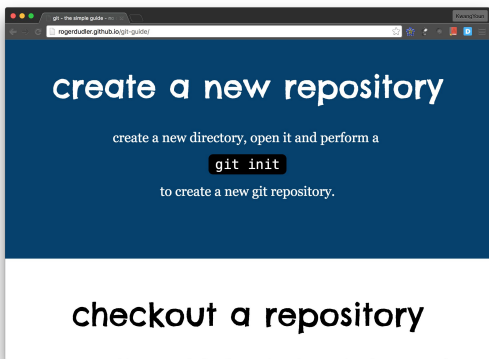 git - the simple guide - no
KwangYoun
rogerdudler.github.io/git-guide/
create a new repository
create a new directory, open it and perform a
git init
to create a new git repository.
checkout a repository